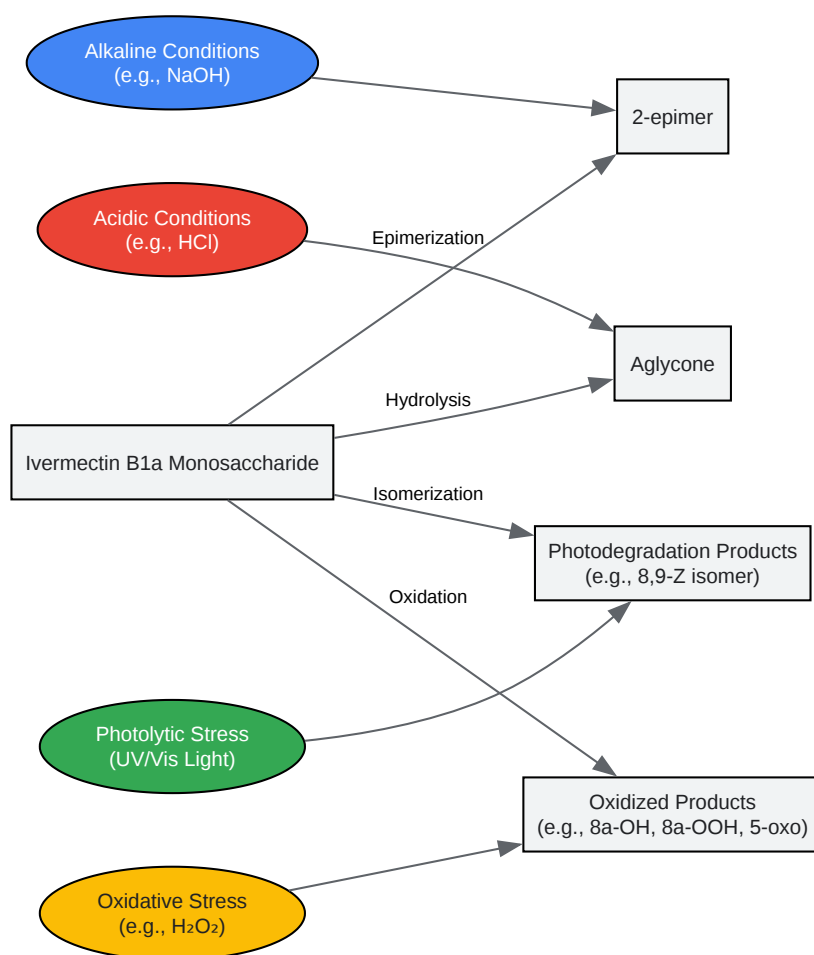 Alkaline Conditions
(e.g., NaOH)
2-epimer
Acidic Conditions
(e.g., HCl)
Epimerization
Aglycone
Hydrolysis
Ivermectin B1a Monosaccharide
Isomerization
Photodegradation Products
(e.g., 8,9-Z isomer)
Oxidation
Photolytic Stress
(UV/Vis Light)
Oxidized Products
(e.g., 8a-OH, 8a-OOH, 5-oxo)
Oxidative Stress
(e.g., H₂O₂)